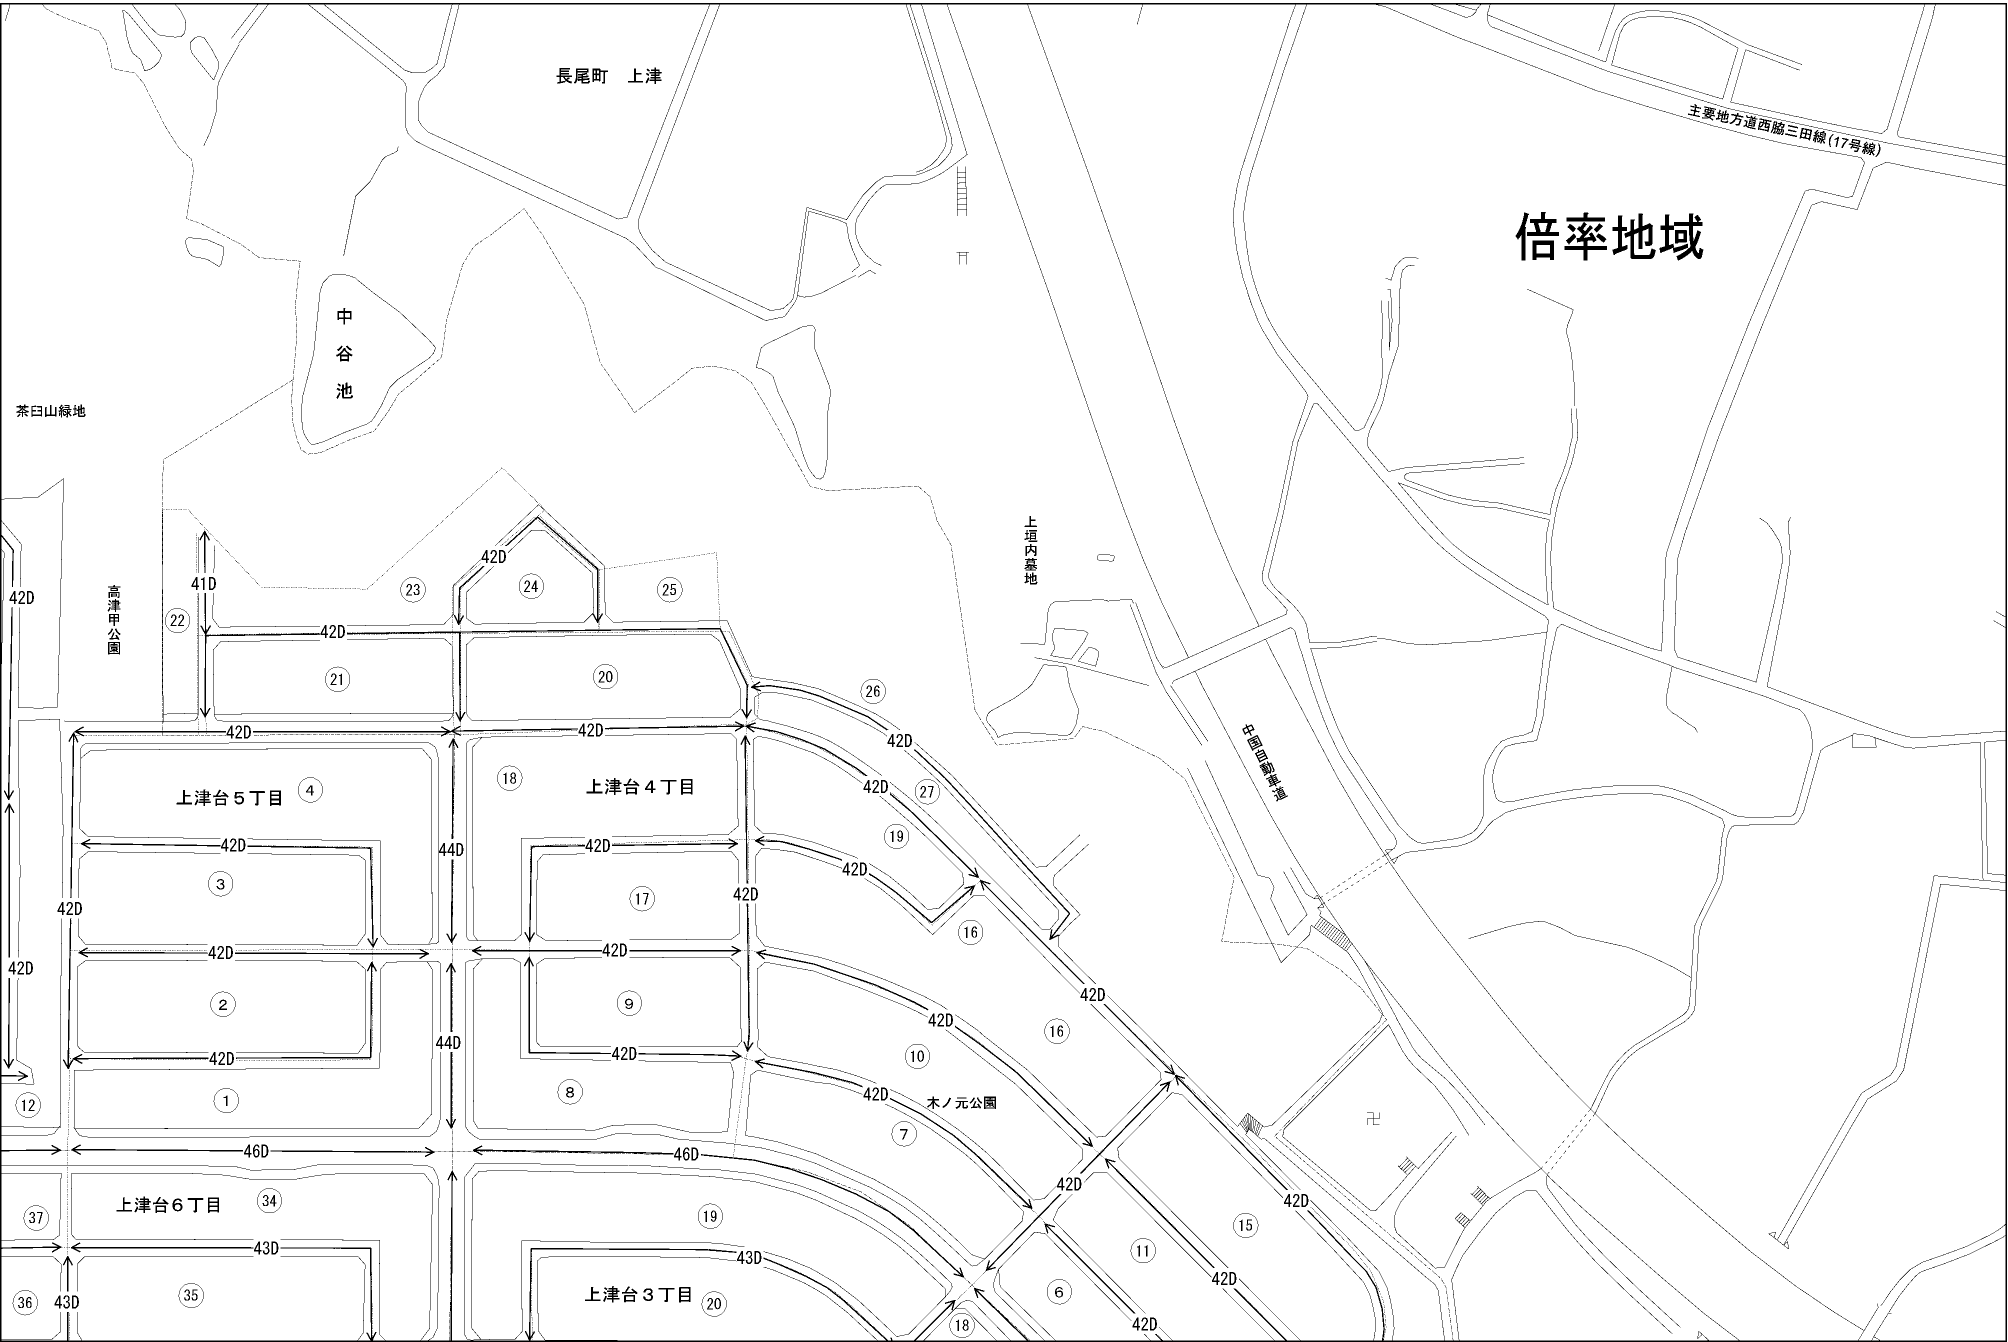 長尾町　上津
主要地方道西脇三田線(17号線)
倍率地域
中谷池
茶臼山緑地
上垣内墓地
高津甲公園
42D
42D
41D
22
23
24
25
42D
21
20
26
42D
42D
42D
中国自動車道
上津台５丁目
4
18
上津台４丁目
42D
27
19
42D
44D
42D
42D
3
17
42D
42D
16
42D
42D
42D
42D
2
9
42D
42D
16
44D
42D
42D
10
1
8
42D
木ノ元公園
7
12
卍
46D
46D
42D
42D
上津台６丁目
34
37
19
15
43D
43D
11
42D
36
43D
35
上津台３丁目
20
6
18
42D